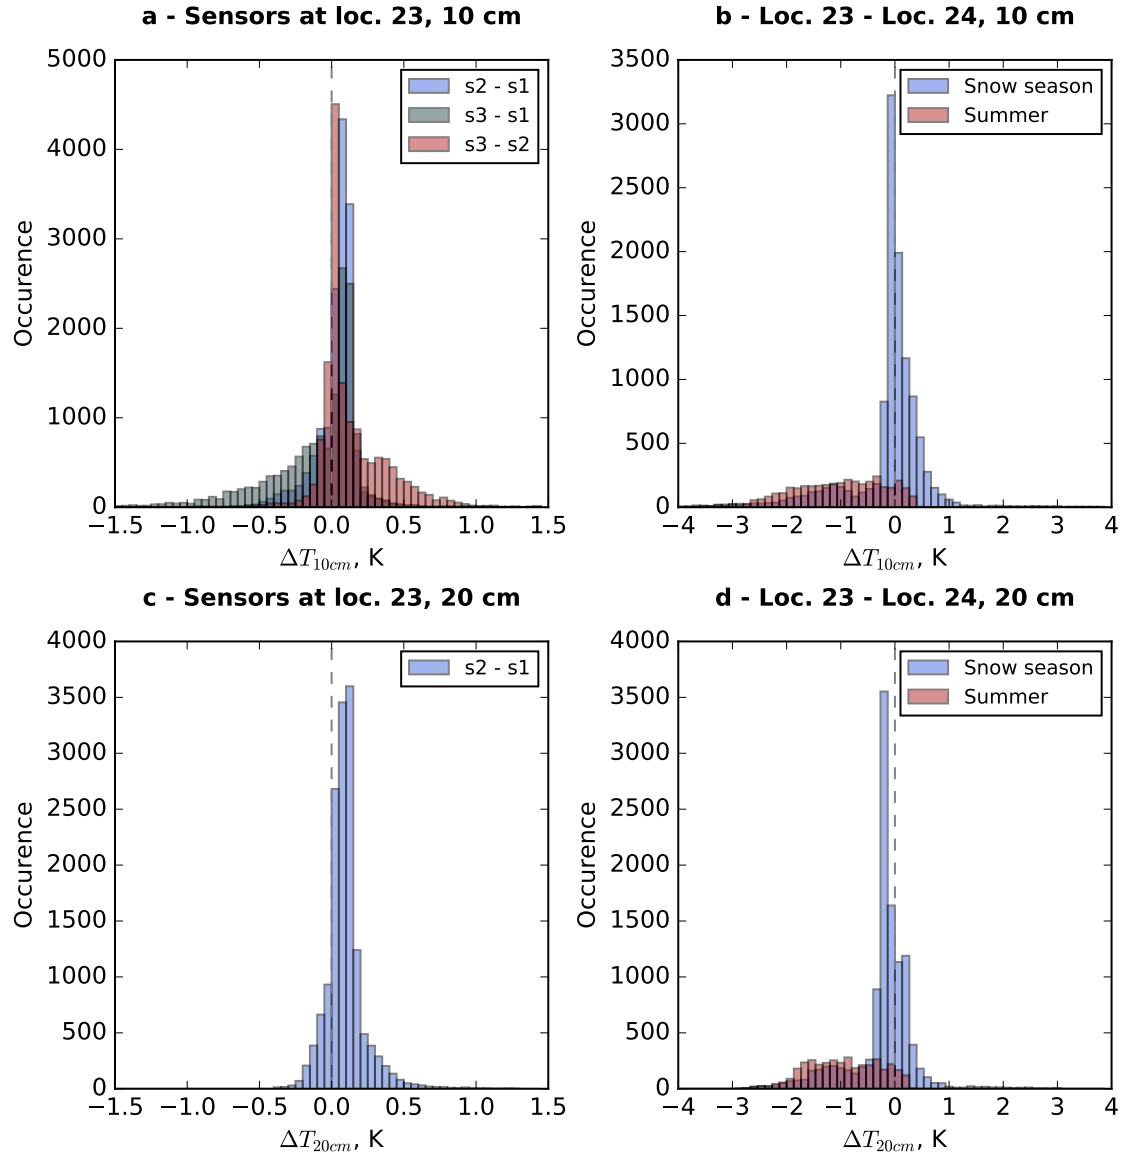 a - Sensors at loc. 23, 10 cm
5000
4000
3000
2000
1000
0
Occurence
s2 - s1
s3 - s1
s3 - s2
−1.5 −1.0 −0.5 0.0 0.5 1.0 1.5
ΔT10cm, K
b - Loc. 23 - Loc. 24, 10 cm
3500
3000
2500
2000
1500
1000
500
0
Occurence
Snow season
Summer
−4 −3 −2 −1 0 1 2 3 4
ΔT10cm, K
c - Sensors at loc. 23, 20 cm
4000
3500
3000
2500
2000
1500
1000
500
0
Occurence
s2 - s1
−1.5 −1.0 −0.5 0.0 0.5 1.0 1.5
ΔT20cm, K
d - Loc. 23 - Loc. 24, 20 cm
4000
3500
3000
2500
2000
1500
1000
500
0
Occurence
Snow season
Summer
−4 −3 −2 −1 0 1 2 3 4
ΔT20cm, K